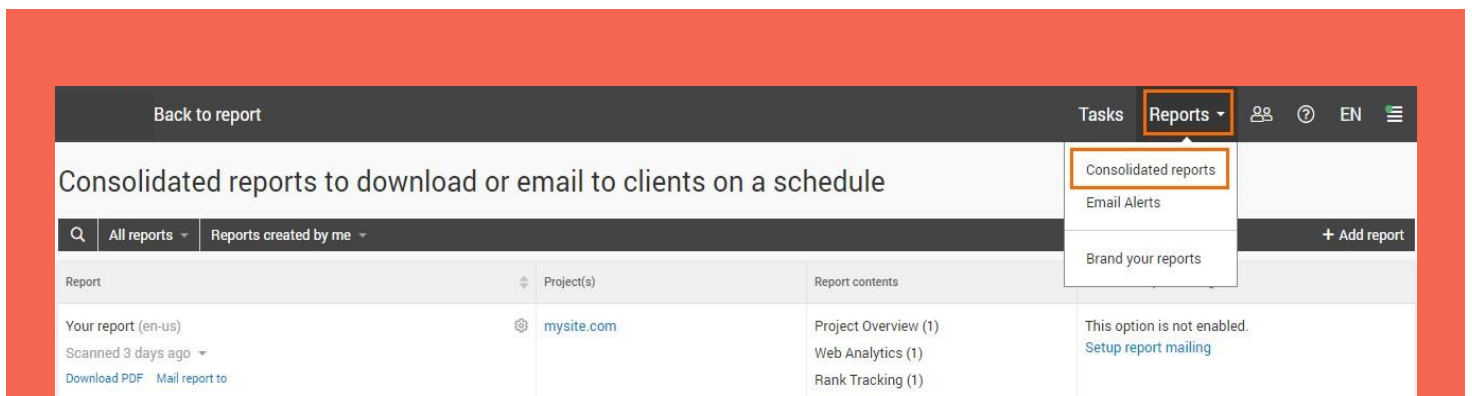 Back to report
Tasks Reports EN
Consolidated reports
Email Alerts
Brand your reports
Consolidated reports to download or email to clients on a schedule
All reports Reports created by me + Add report
Report Project(s) Report contents
Your report (en-us) mysite.com Project Overview (1) This option is not enabled.
Scanned 3 days ago Web Analytics (1) Setup report mailing
Download PDF Mail report to Rank Tracking (1)